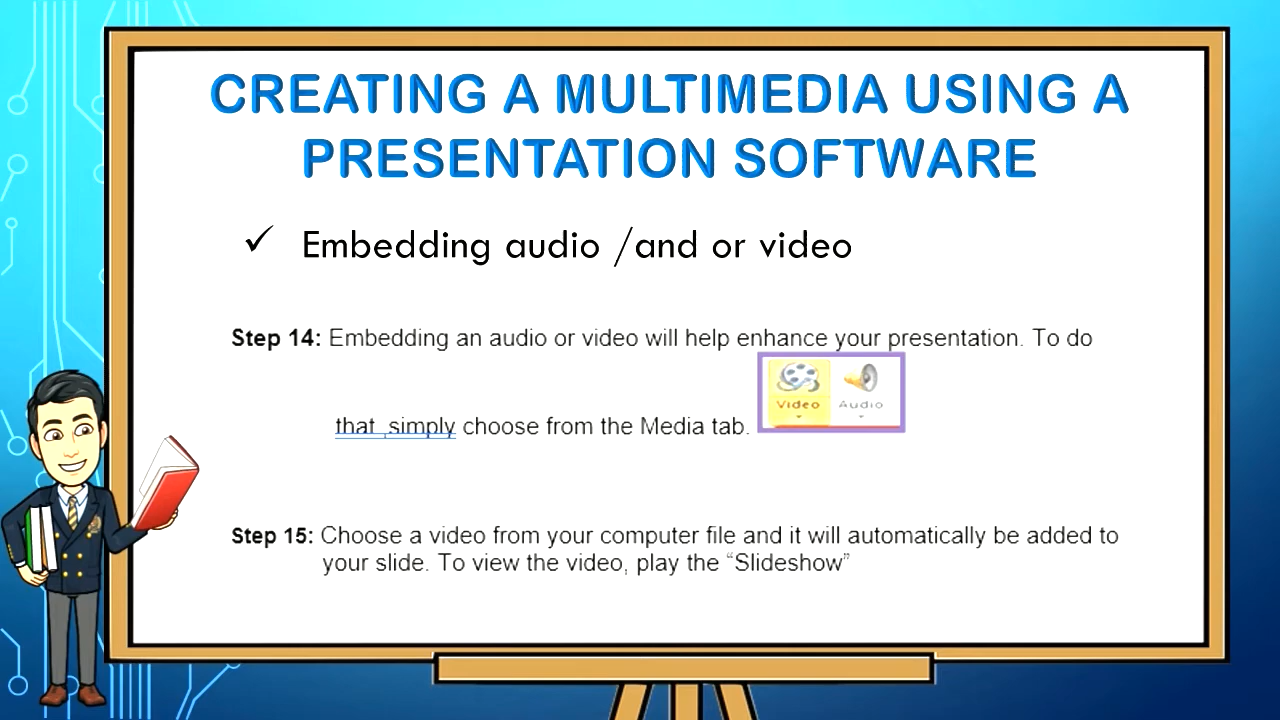 CREATING A MULTIMEDIA USING A
PRESENTATION SOFTWARE
✓ Embedding audio /and or video
Step 14: Embedding an audio or video will help enhance your presentation. To do
Video Audio
that ,simply choose from the Media tab.
Step 15: Choose a video from your computer file and it will automatically be added to
your slide. To view the video, play the “Slideshow”